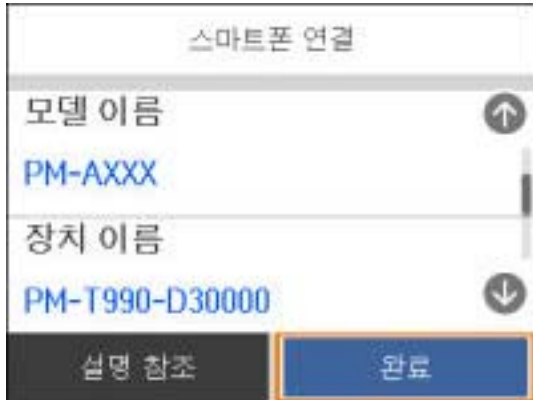 스마트폰 연결
모델 이름
PM-AXXX
장치 이름
PM-T990-D30000
설명 참조
완료